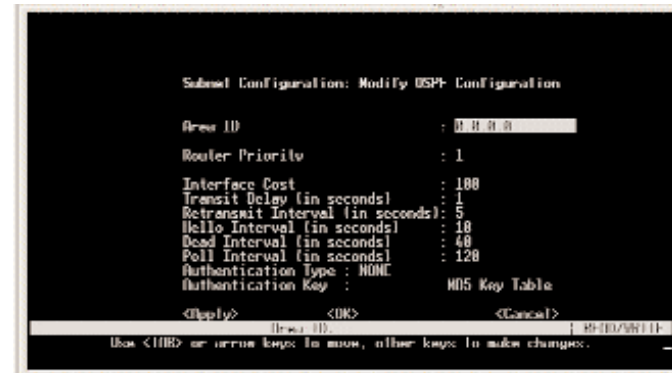 Subnet Configuration: Modify OSPF Configuration
Area ID : 0.0.0.0
Router Priority : 1
Interface Cost : 100
Transit Delay (in seconds) : 1
Retransmit Interval (in seconds): 5
Hello Interval (in seconds) : 10
Dead Interval (in seconds) : 40
Poll Interval (in seconds) : 120
Authentication Type : NONE
Authentication Key : MD5 Key Table
<Apply> <OK> <Cancel>
Area ID. READ/WRITE
Use <TAB> or arrow keys to move, other keys to make changes.